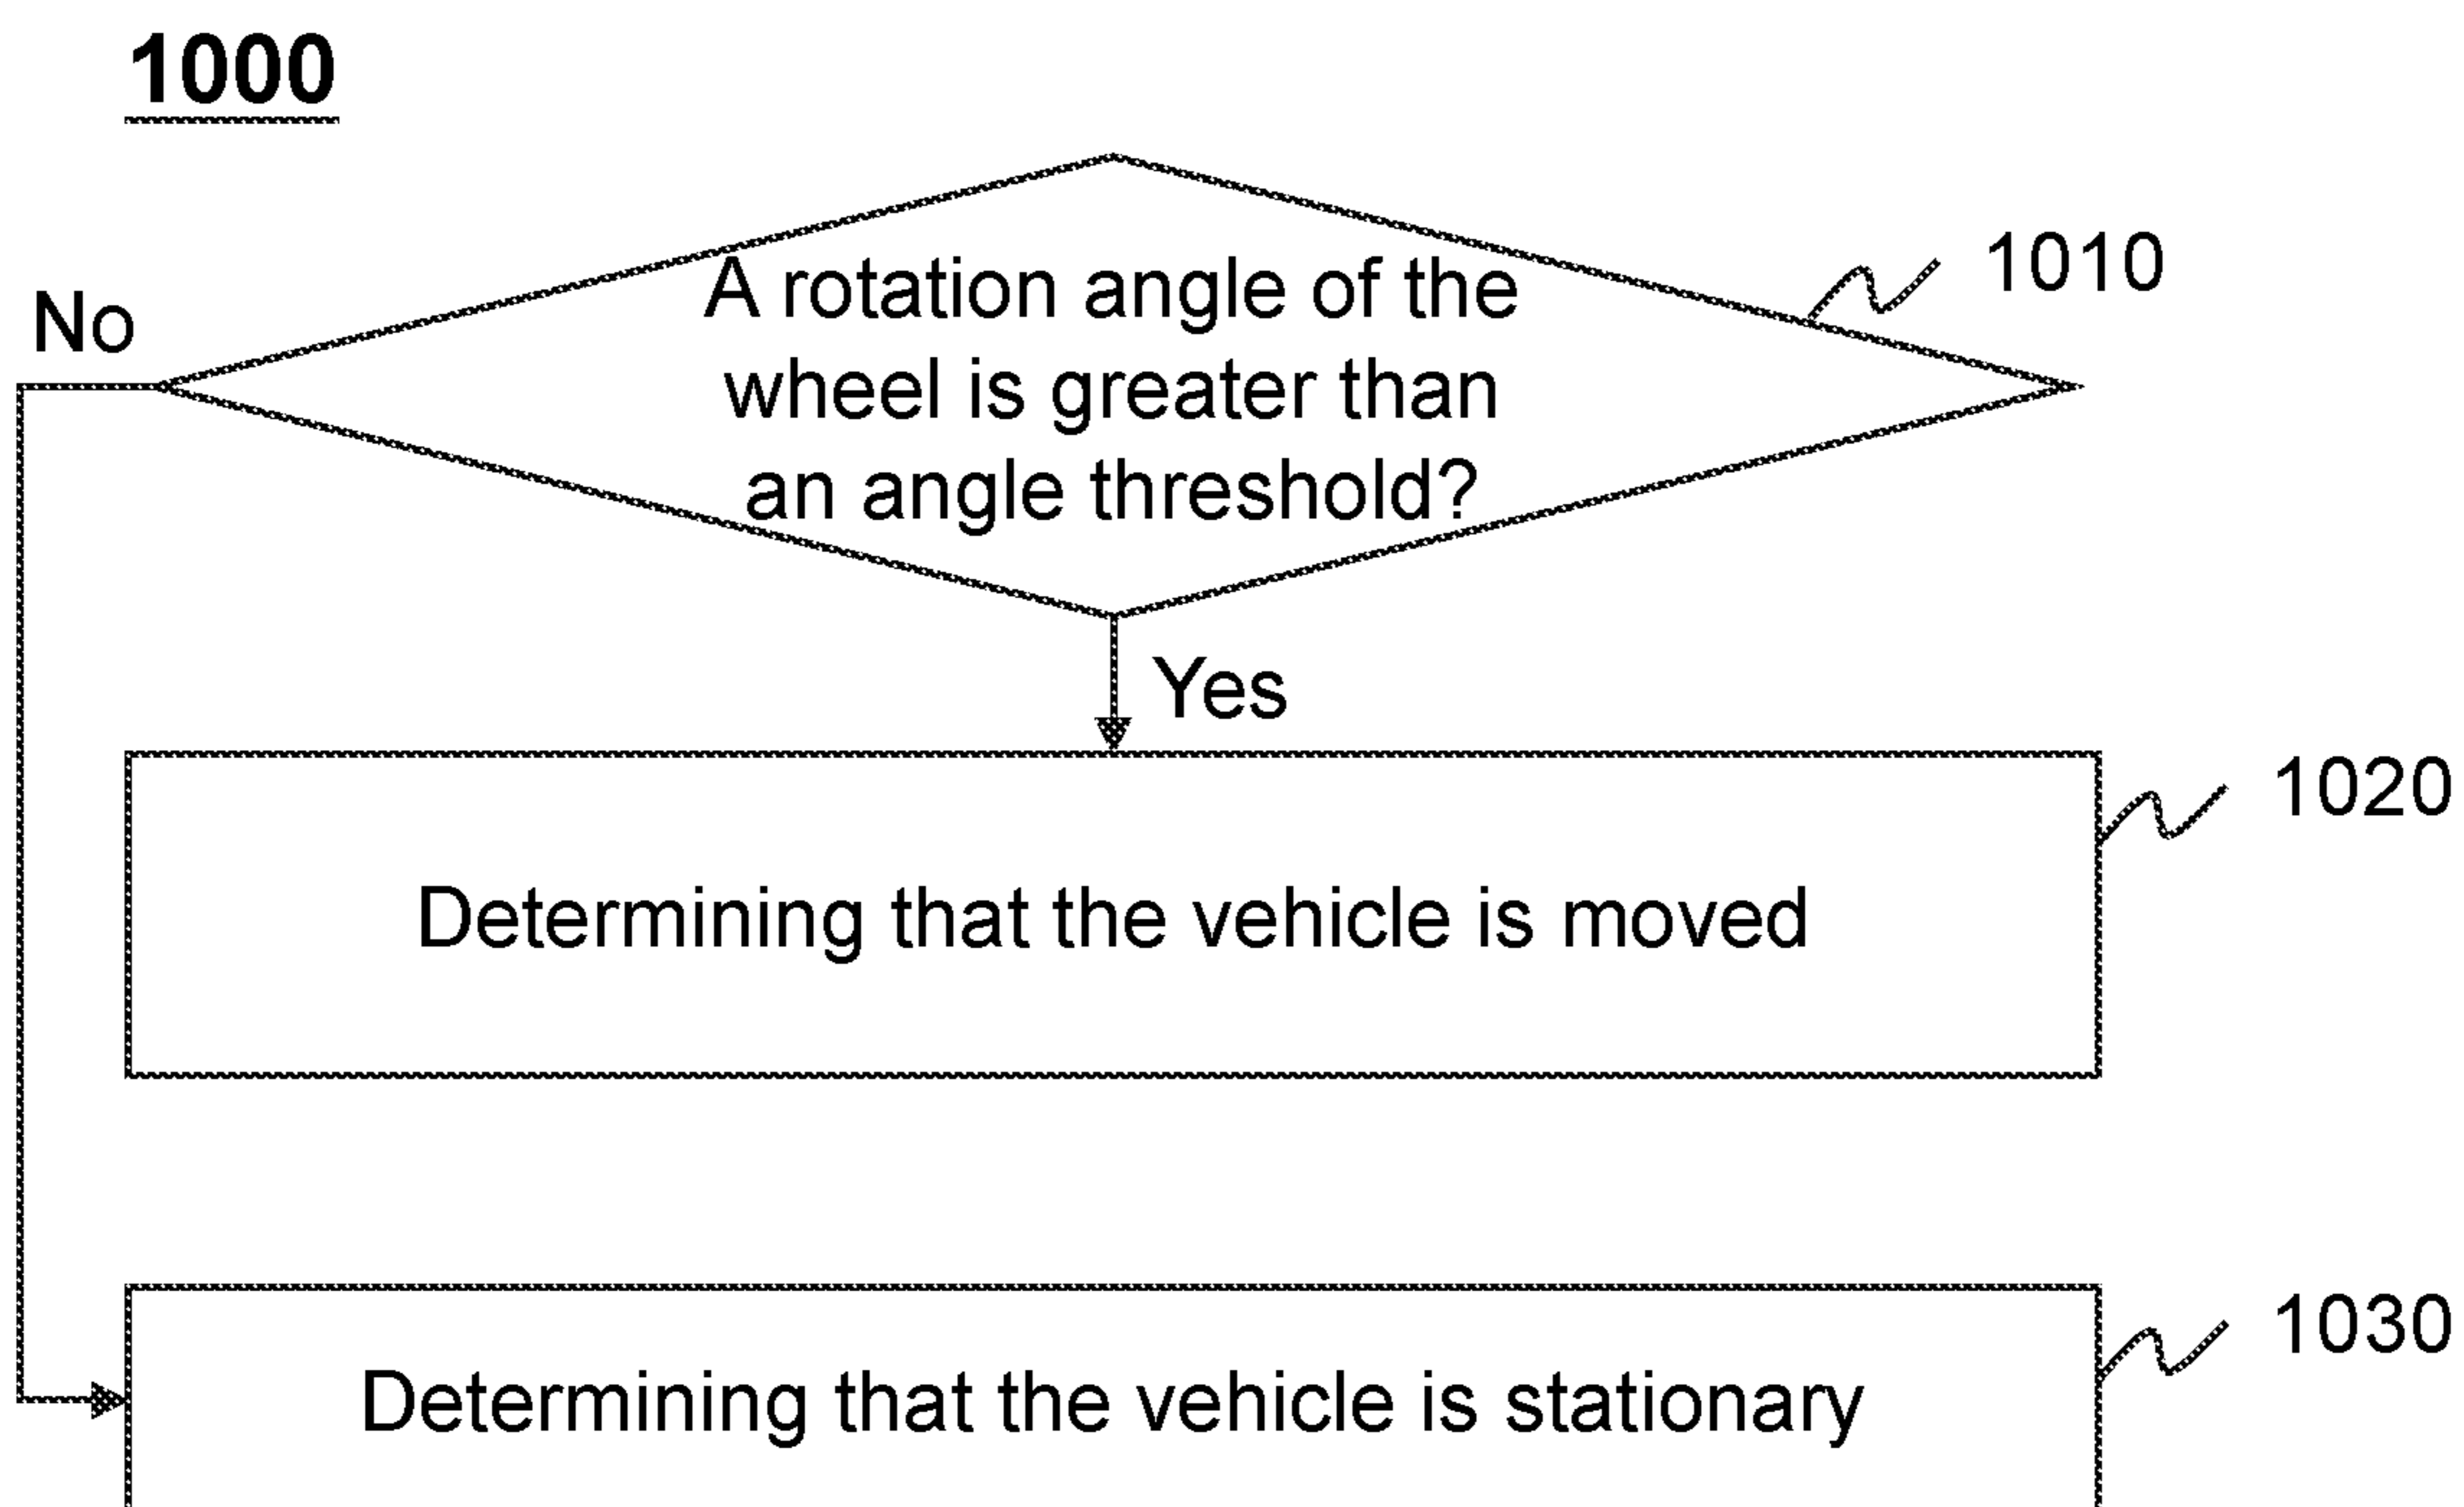 1000
A rotation angle of the
wheel is greater than
an angle threshold?
1010
No
Yes
1020
Determining that the vehicle is moved
1030
Determining that the vehicle is stationary